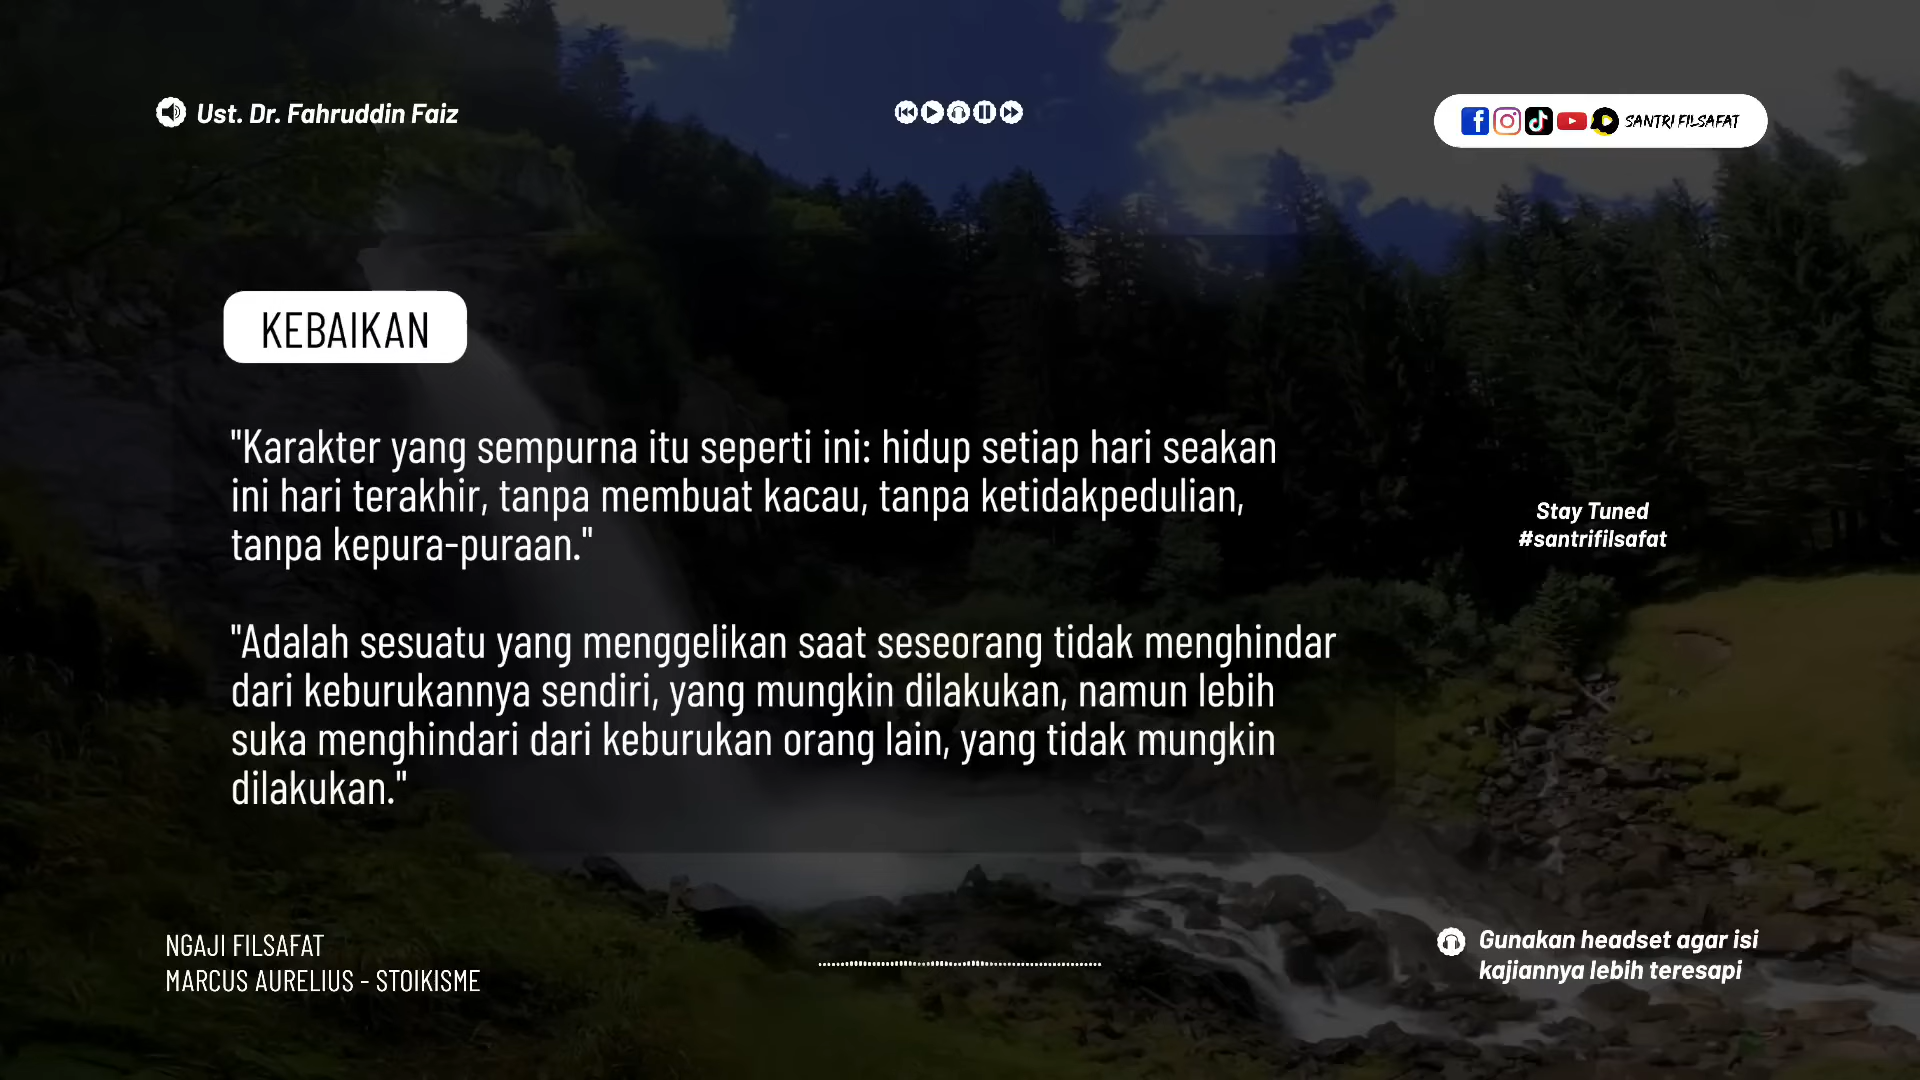 Ust. Dr. Fahruddin Faiz
SANTRI FILSAFAT
KEBAIKAN
"Karakter yang sempurna itu seperti ini: hidup setiap hari seakan
ini hari terakhir, tanpa membuat kacau, tanpa ketidakpedulian,
tanpa kepura-puraan."
"Adalah sesuatu yang menggelikan saat seseorang tidak menghindar
dari keburukannya sendiri, yang mungkin dilakukan, namun lebih
suka menghindari dari keburukan orang lain, yang tidak mungkin
dilakukan."
Stay Tuned
#santrifilsafat
NGAJI FILSAFAT
MARCUS AURELIUS - STOIKISME
Gunakan headset agar isi
kajiannya lebih teresapi